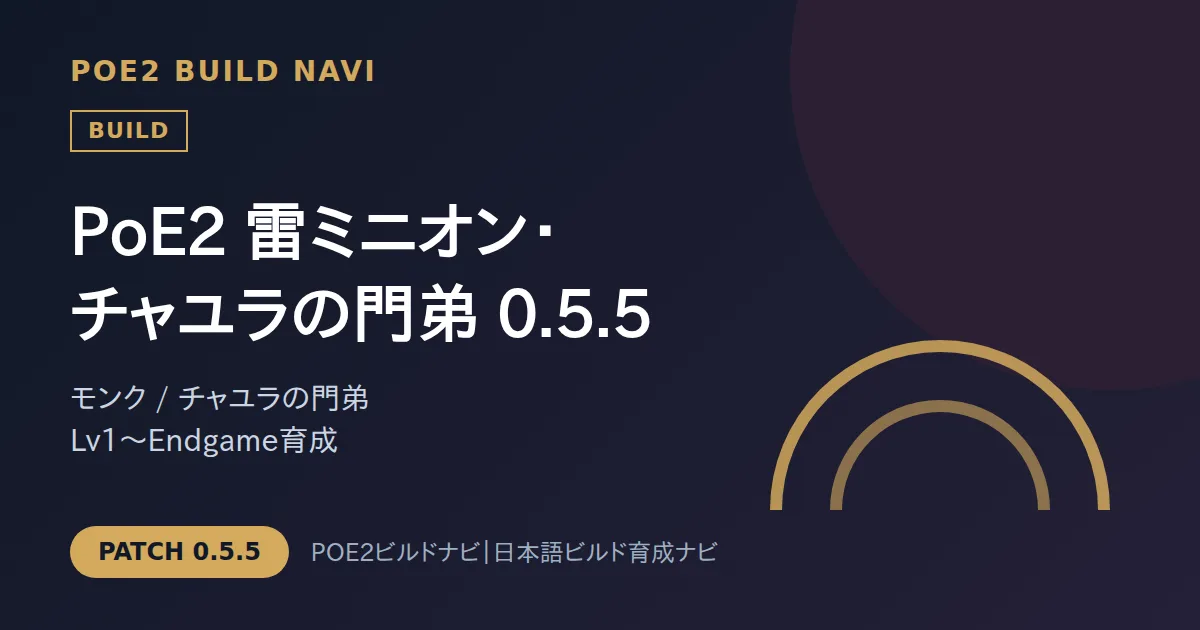 POE2 BUILD NAVI
BUILD
PoE2 雷ミニオン・
チャユラの門弟 0.5.5
モンク / チャユラの門弟
Lv1～Endgame育成
PATCH 0.5.5
POE2ビルドナビ|日本語ビルド育成ナビ